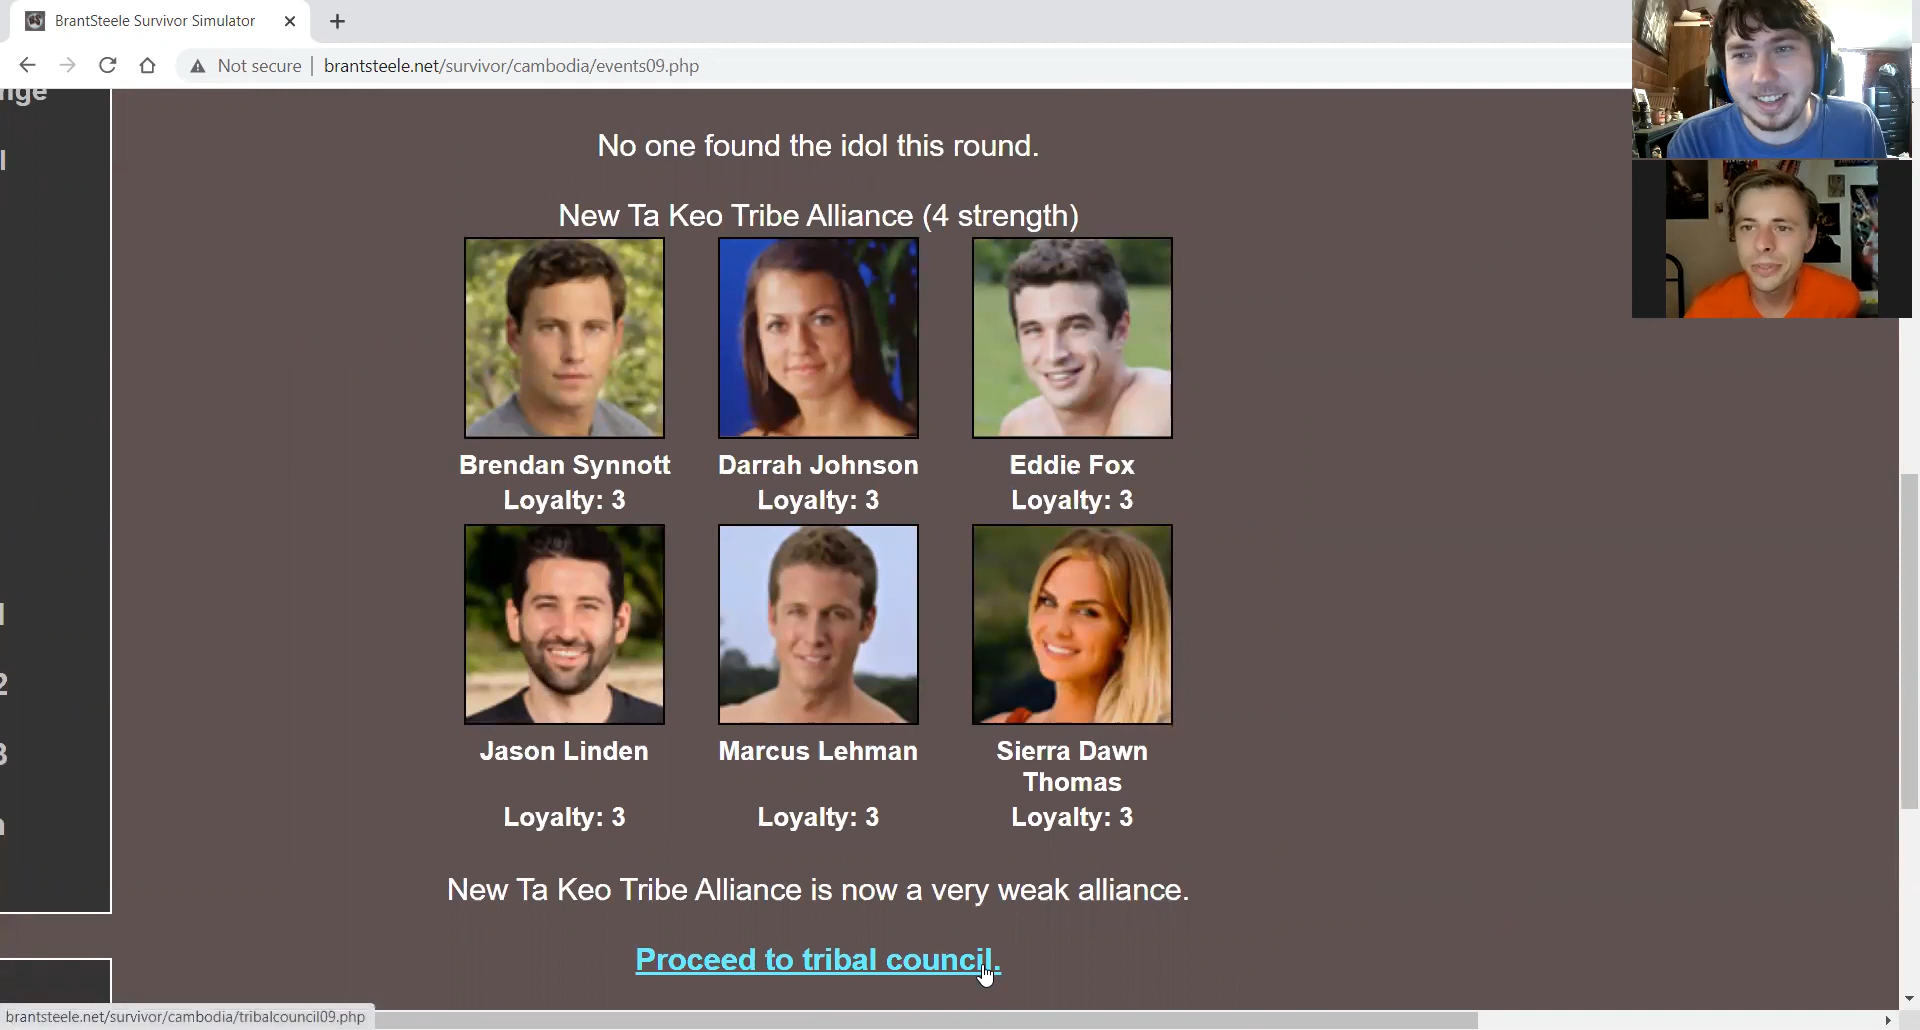 BrantSteele Survivor Simulator
Not secure | brantsteele.net/survivor/cambodia/events09.php
No one found the idol this round.
New Ta Keo Tribe Alliance (4 strength)
Brendan Synnott Darrah Johnson Eddie Fox
Loyalty: 3 Loyalty: 3 Loyalty: 3
Jason Linden Marcus Lehman Sierra Dawn
Thomas
Loyalty: 3 Loyalty: 3 Loyalty: 3
New Ta Keo Tribe Alliance is now a very weak alliance.
Proceed to tribal council.
brantsteele.net/survivor/cambodia/tribalcouncil09.php